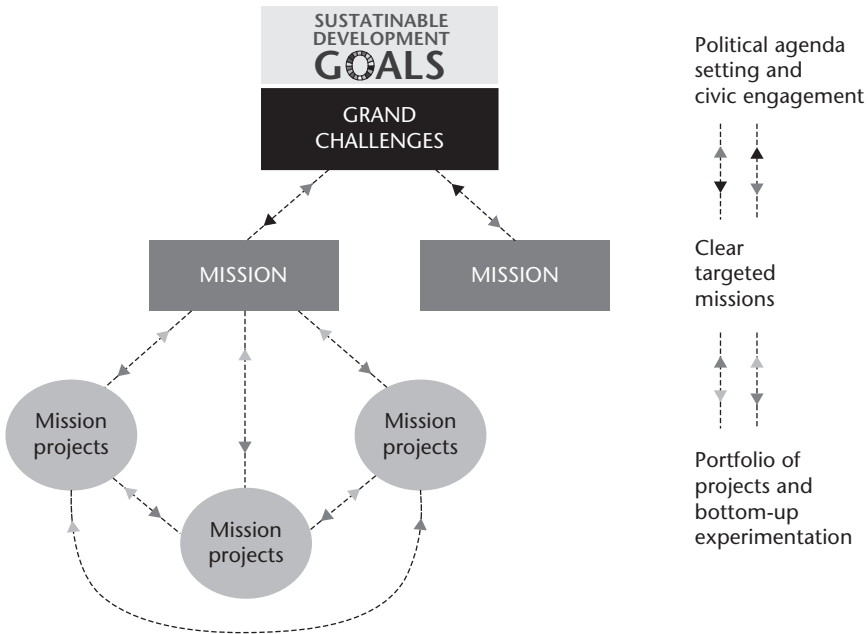 SUSTATINABLE
DEVELOPMENT
GOALS
GRAND
CHALLENGES
MISSION
MISSION
Mission
projects
Mission
projects
Mission
projects
Political agenda
setting and
civic engagement
Clear
targeted
missions
Portfolio of
projects and
bottom-up
experimentation